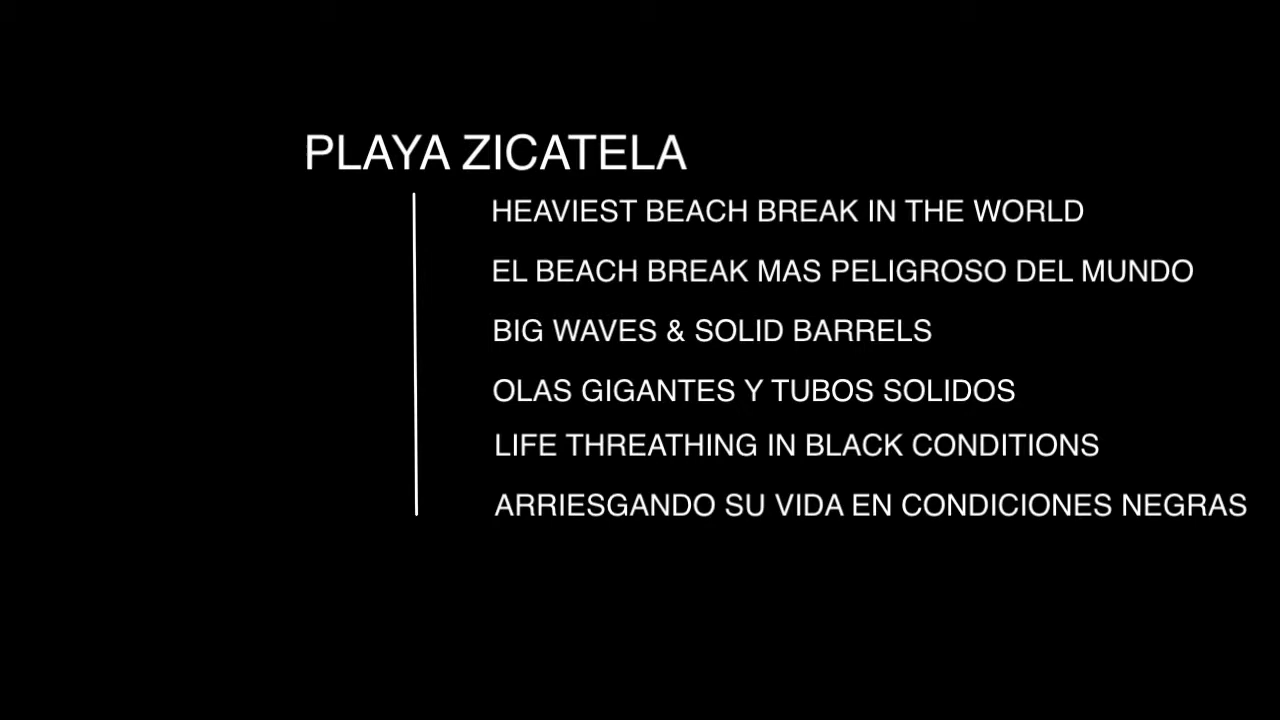 PLAYA ZICATELA
HEAVIEST BEACH BREAK IN THE WORLD
EL BEACH BREAK MAS PELIGROSO DEL MUNDO
BIG WAVES & SOLID BARRELS
OLAS GIGANTES Y TUBOS SOLIDOS
LIFE THREATHING IN BLACK CONDITIONS
ARRIESGANDO SU VIDA EN CONDICIONES NEGRAS